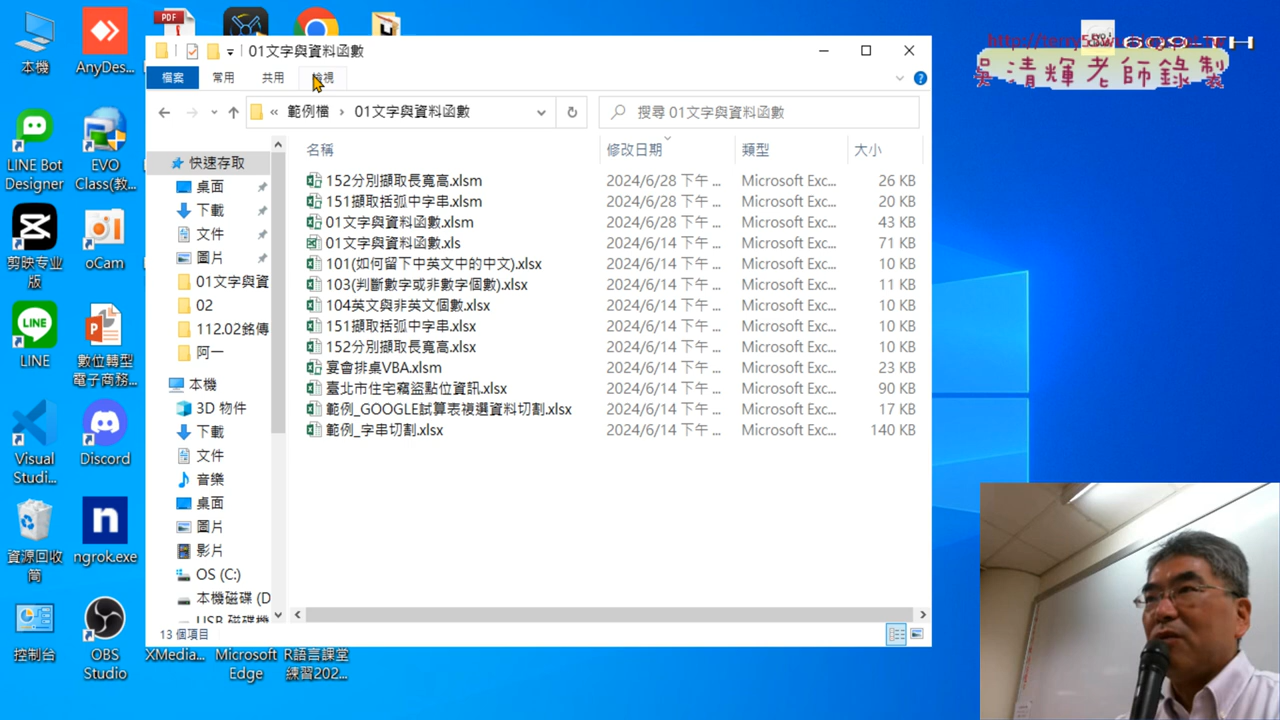 本機
AnyDes...
PDF
LINE Bot
Designer
EVO
Class(教...
剪映专业
版
oCam
LINE
數位轉型
電子商務...
Visual
Studi...
Discord
資源回收
筒
ngrok.exe
控制台
OBS
Studio
XMedia...
Microsoft
Edge
R語言課堂
練習202...
01文字與資料函數
檔案
常用
共用
檢視
« 範例檔 › 01文字與資料函數
搜尋 01文字與資料函數
快速存取
桌面
下載
文件
圖片
01文字與資
02
112.02銘傳
阿一
本機
3D 物件
下載
文件
音樂
桌面
圖片
影片
OS (C:)
本機磁碟 (D
USB 磁碟機
名稱 修改日期 類型 大小
152分別擷取長寬高.xlsm 2024/6/28 下午 ... Microsoft Exc... 26 KB
151擷取括弧中字串.xlsm 2024/6/28 下午 ... Microsoft Exc... 20 KB
01文字與資料函數.xlsm 2024/6/28 下午 ... Microsoft Exc... 43 KB
01文字與資料函數.xls 2024/6/14 下午 ... Microsoft Exc... 71 KB
101(如何留下中英文中的中文).xlsx 2024/6/14 下午 ... Microsoft Exc... 10 KB
103(判斷數字或非數字個數).xlsx 2024/6/14 下午 ... Microsoft Exc... 11 KB
104英文與非英文個數.xlsx 2024/6/14 下午 ... Microsoft Exc... 10 KB
151擷取括弧中字串.xlsx 2024/6/14 下午 ... Microsoft Exc... 10 KB
152分別擷取長寬高.xlsx 2024/6/14 下午 ... Microsoft Exc... 10 KB
宴會排桌VBA.xlsm 2024/6/14 下午 ... Microsoft Exc... 23 KB
臺北市住宅竊盜點位資訊.xlsx 2024/6/14 下午 ... Microsoft Exc... 90 KB
範例_GOOGLE試算表複選資料切割.xlsx 2024/6/14 下午 ... Microsoft Exc... 17 KB
範例_字串切割.xlsx 2024/6/14 下午 ... Microsoft Exc... 140 KB
13 個項目
吳清輝老師錄製